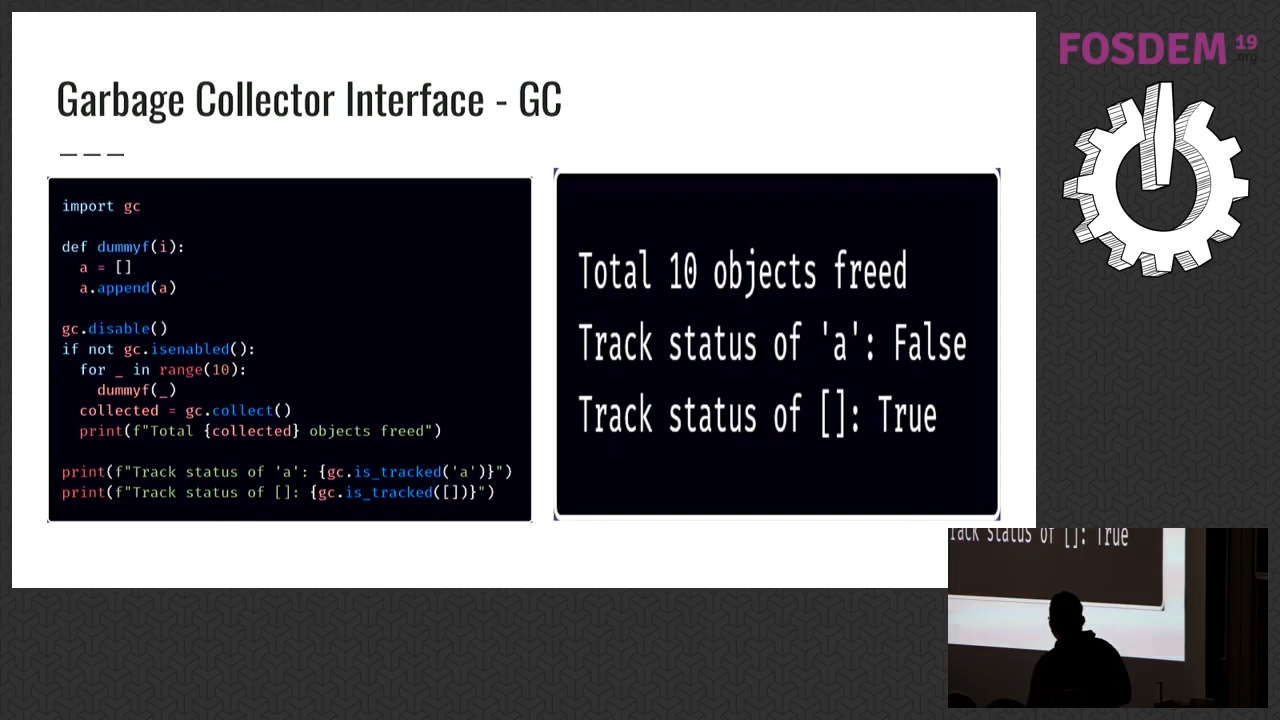 FOSDEM 19
.org
Garbage Collector Interface - GC
import gc
def dummyf(i):
  a = []
  a.append(a)
gc.disable()
if not gc.isenabled():
  for _ in range(10):
    dummyf(_)
  collected = gc.collect()
  print(f"Total {collected} objects freed")
print(f"Track status of 'a': {gc.is_tracked('a')}")
print(f"Track status of []: {gc.is_tracked([])}")
Total 10 objects freed
Track status of 'a': False
Track status of []: True
Track status of []: True